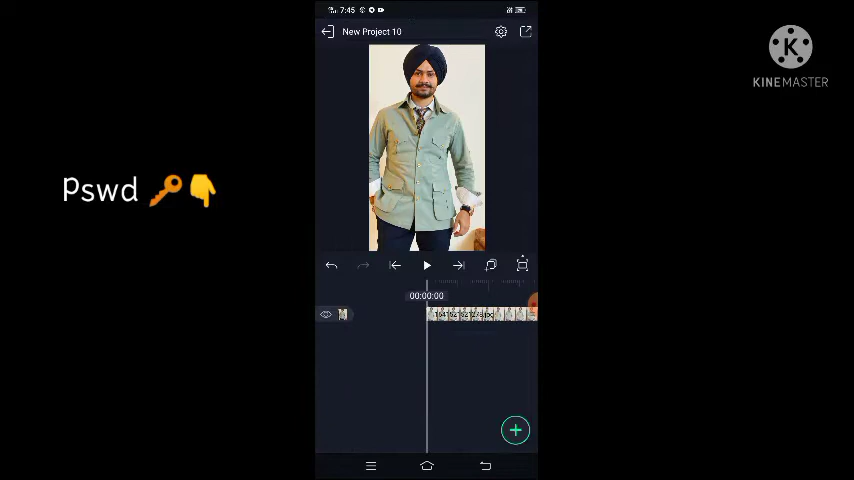 7:45
New Project 10
KINEMASTER
Pswd 🔑👇
00:00:00